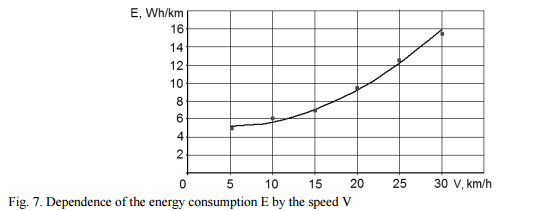 E, Wh/km
16
14
12
10
8
6
4
2
0 5 10 15 20 25 30 V, km/h
Fig. 7. Dependence of the energy consumption E by the speed V